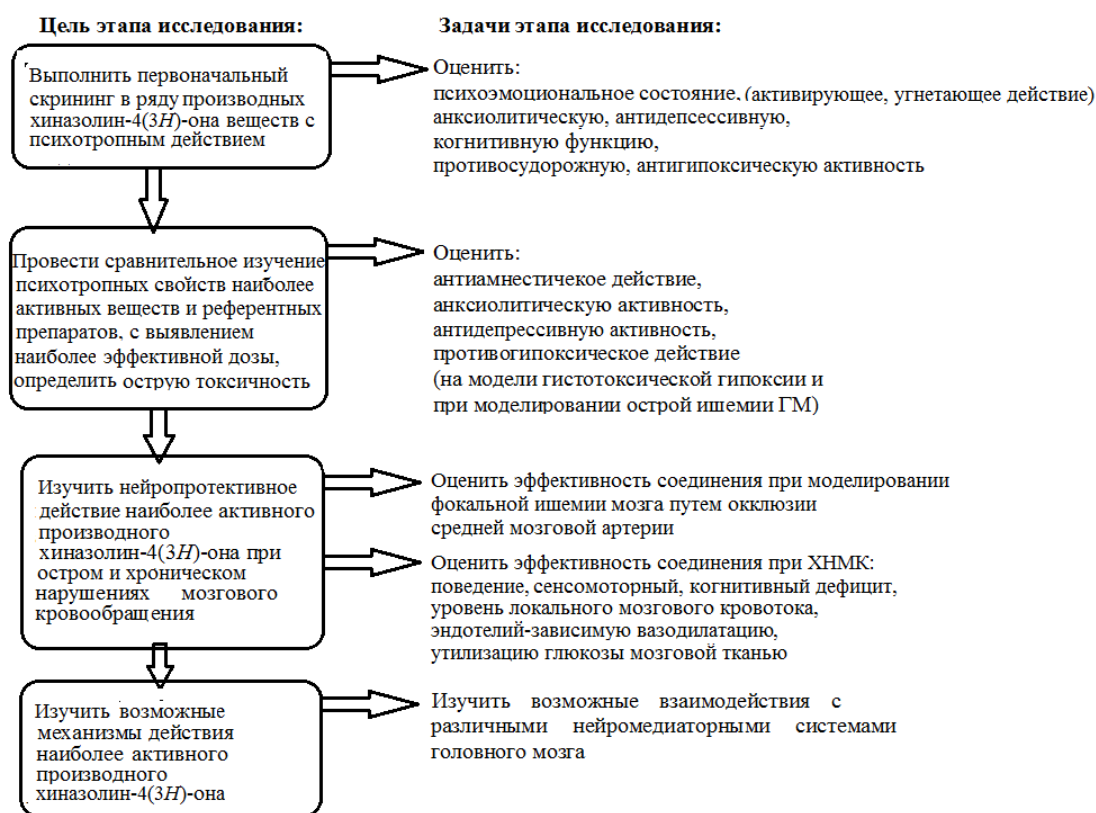 Цель этапа исследования:
Задачи этапа исследования:
Выполнить первоначальный
скрининг в ряду производных
хиназолин-4(3Н)-она веществ с
психотропным действием
Оценить:
психоэмоциональное состояние, (активирующее, угнетающее действие)
анксиолитическую, антидепсессивную,
когнитивную функцию,
противосудорожную, антигипоксическую активность
Провести сравнительное изучение
психотропных свойств наиболее
активных веществ и референтных
препаратов, с выявлением
наиболее эффективной дозы,
определить острую токсичность
Оценить:
антиамнестичекое действие,
анксиолитическую активность,
антидепрессивную активность,
противогипоксическое действие
(на модели гистотоксической гипоксии и
при моделировании острой ишемии ГМ)
Изучить нейропротективное
действие наиболее активного
производного
хиназолин-4(3Н)-она при
остром и хроническом
нарушениях мозгового
кровообращения
Оценить эффективность соединения при моделировании
фокальной ишемии мозга путем окклюзии
средней мозговой артерии
Оценить эффективность соединения при ХНМК:
поведение, сенсомоторный, когнитивный дефицит,
уровень локального мозгового кровотока,
эндотелий-зависимую вазодилатацию,
утилизацию глюкозы мозговой тканью
Изучить возможные
механизмы действия
наиболее активного
производного
хиназолин-4(3Н)-она
Изучить возможные взаимодействия с
различными нейромедиаторными системами
головного мозга